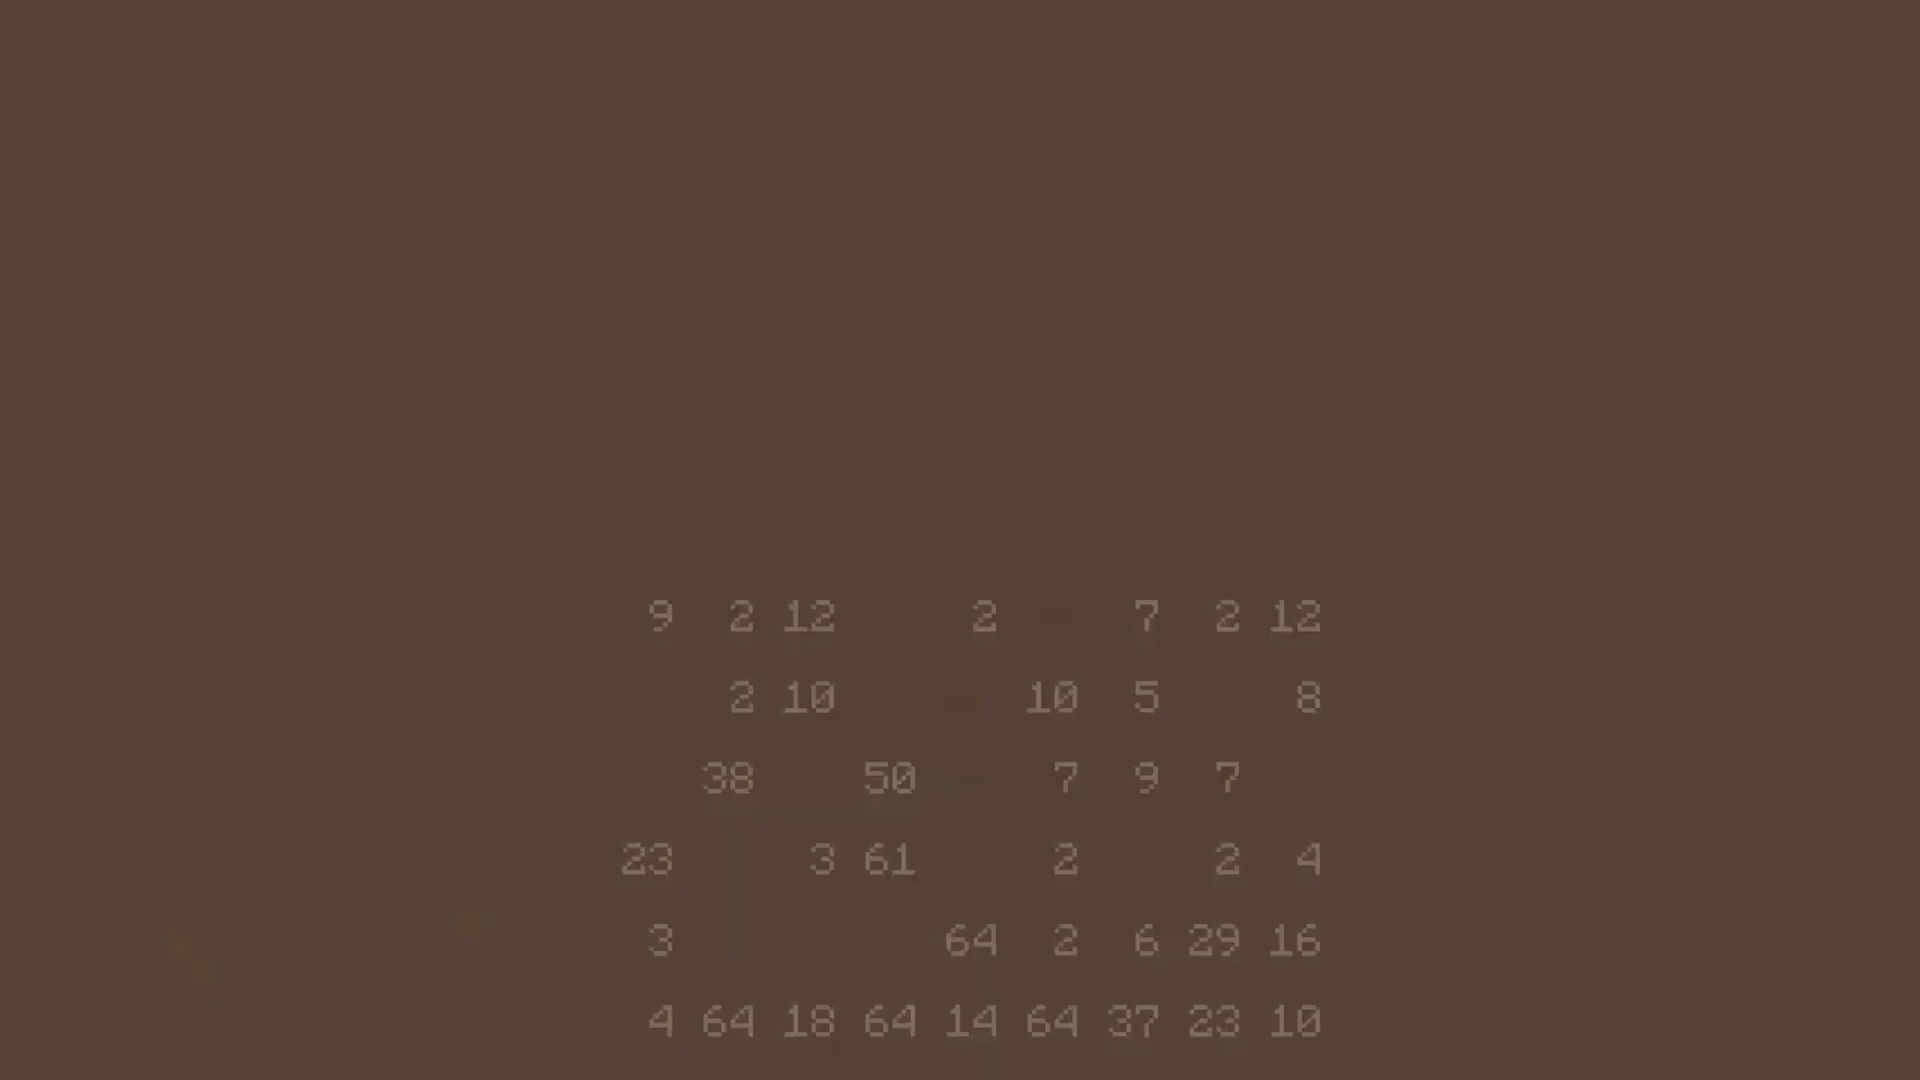 9 2 12 2 7 2 12
2 10 10 5 8
38 50 7 9 7
23 3 61 2 2 4
3 64 2 6 29 16
4 64 18 64 14 64 37 23 10